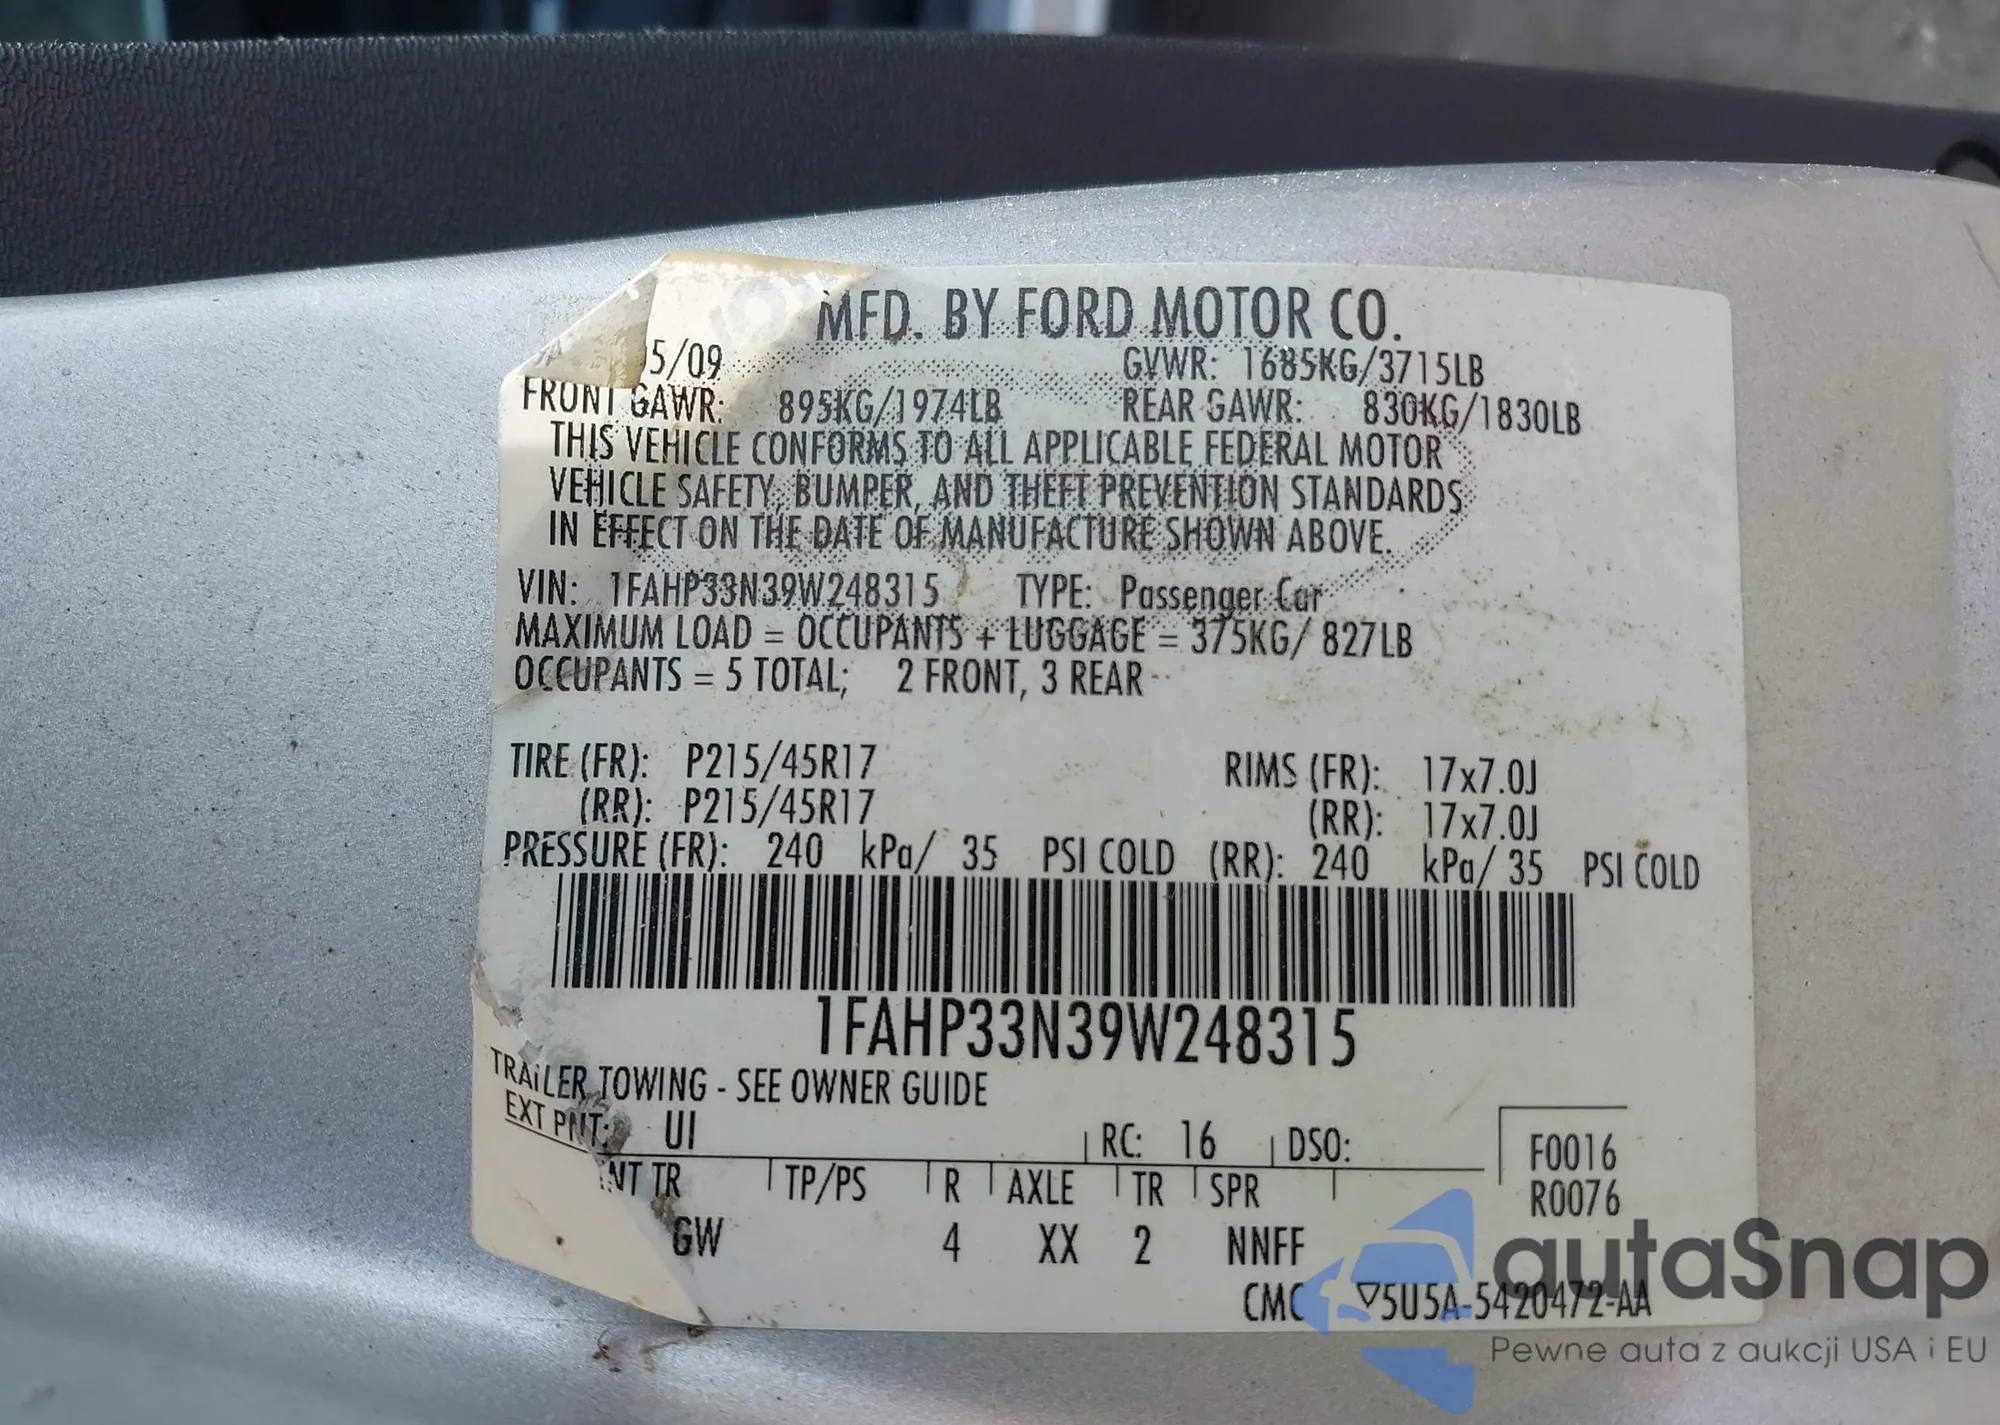 MFD. BY FORD MOTOR CO.
5/09 GVWR: 1685KG/3715LB
FRONT GAWR: 895KG/1974LB REAR GAWR: 830KG/1830LB
THIS VEHICLE CONFORMS TO ALL APPLICABLE FEDERAL MOTOR
VEHICLE SAFETY, BUMPER, AND THEFT PREVENTION STANDARDS
IN EFFECT ON THE DATE OF MANUFACTURE SHOWN ABOVE.
VIN: 1FAHP33N39W248315 TYPE: Passenger Car
MAXIMUM LOAD = OCCUPANTS + LUGGAGE = 375KG/ 827LB
OCCUPANTS = 5 TOTAL; 2 FRONT, 3 REAR
TIRE (FR): P215/45R17 RIMS (FR): 17x7.0J
(RR): P215/45R17 (RR): 17x7.0J
PRESSURE (FR): 240 kPa/ 35 PSI COLD (RR): 240 kPa/ 35 PSI COLD
1FAHP33N39W248315
TRAILER TOWING - SEE OWNER GUIDE
EXT PNT: UI RC: 16 DSO: F0016
INT TR TP/PS R AXLE TR SPR R0076
GW 4 XX 2 NNFF
CMC ▽5U5A-5420472-AA
autaSnap
Pewne auta z aukcji USA i EU